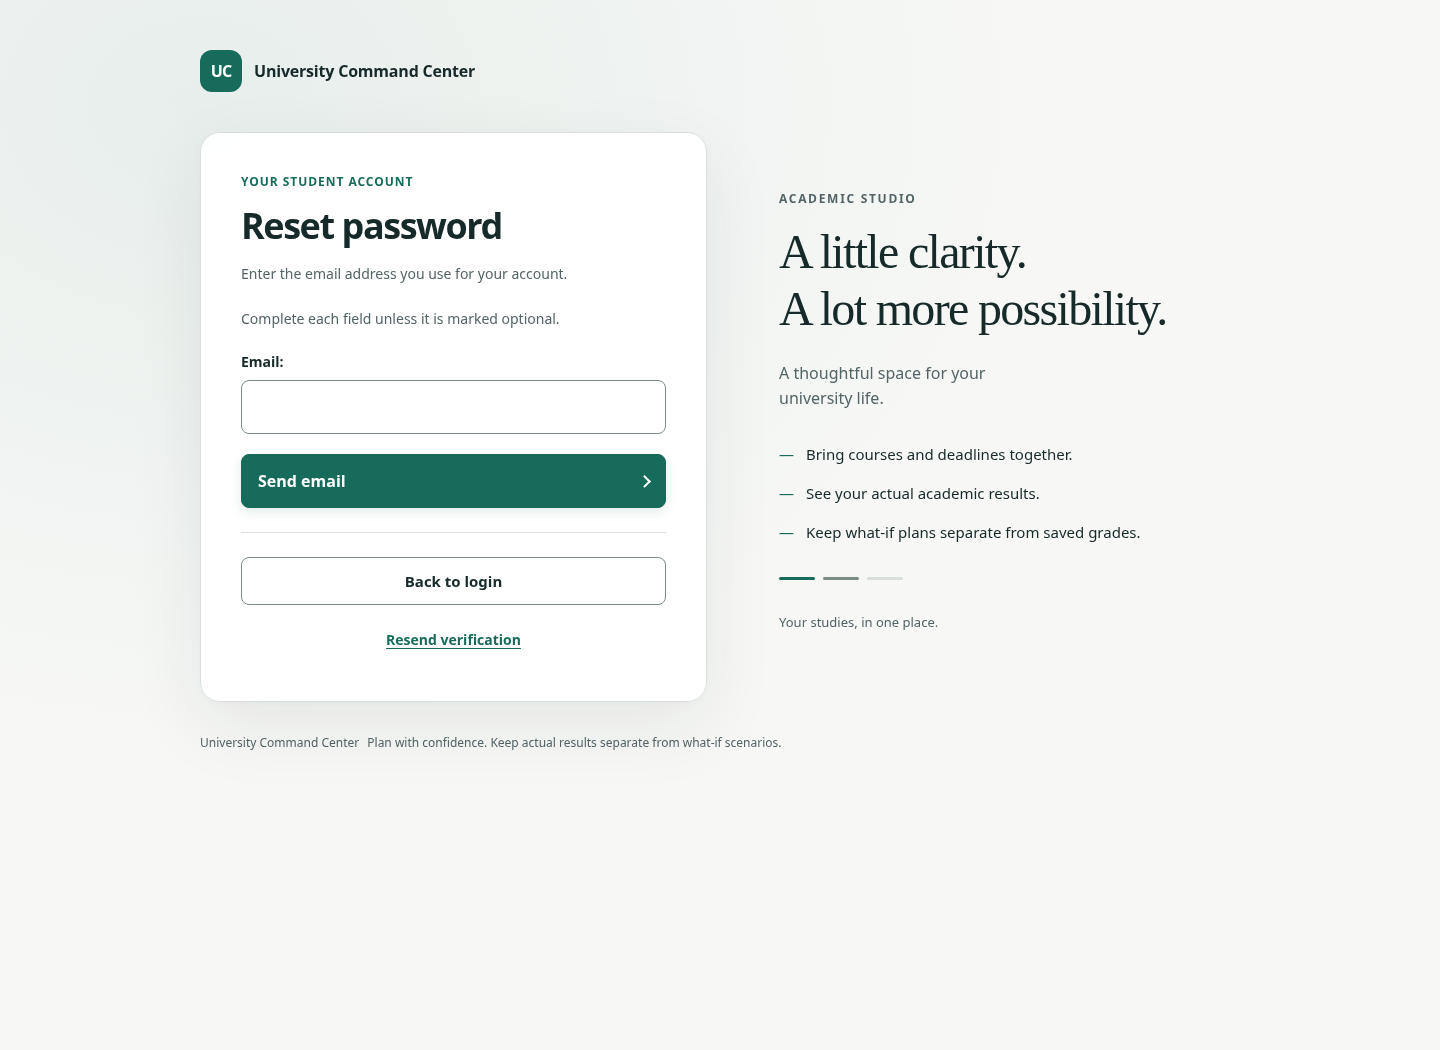 UC
University Command Center
YOUR STUDENT ACCOUNT
Reset password
Enter the email address you use for your account.
Complete each field unless it is marked optional.
Email:
Send email
Back to login
Resend verification
ACADEMIC STUDIO
A little clarity.
A lot more possibility.
A thoughtful space for your
university life.
— Bring courses and deadlines together.
— See your actual academic results.
— Keep what-if plans separate from saved grades.
Your studies, in one place.
University Command Center Plan with confidence. Keep actual results separate from what-if scenarios.